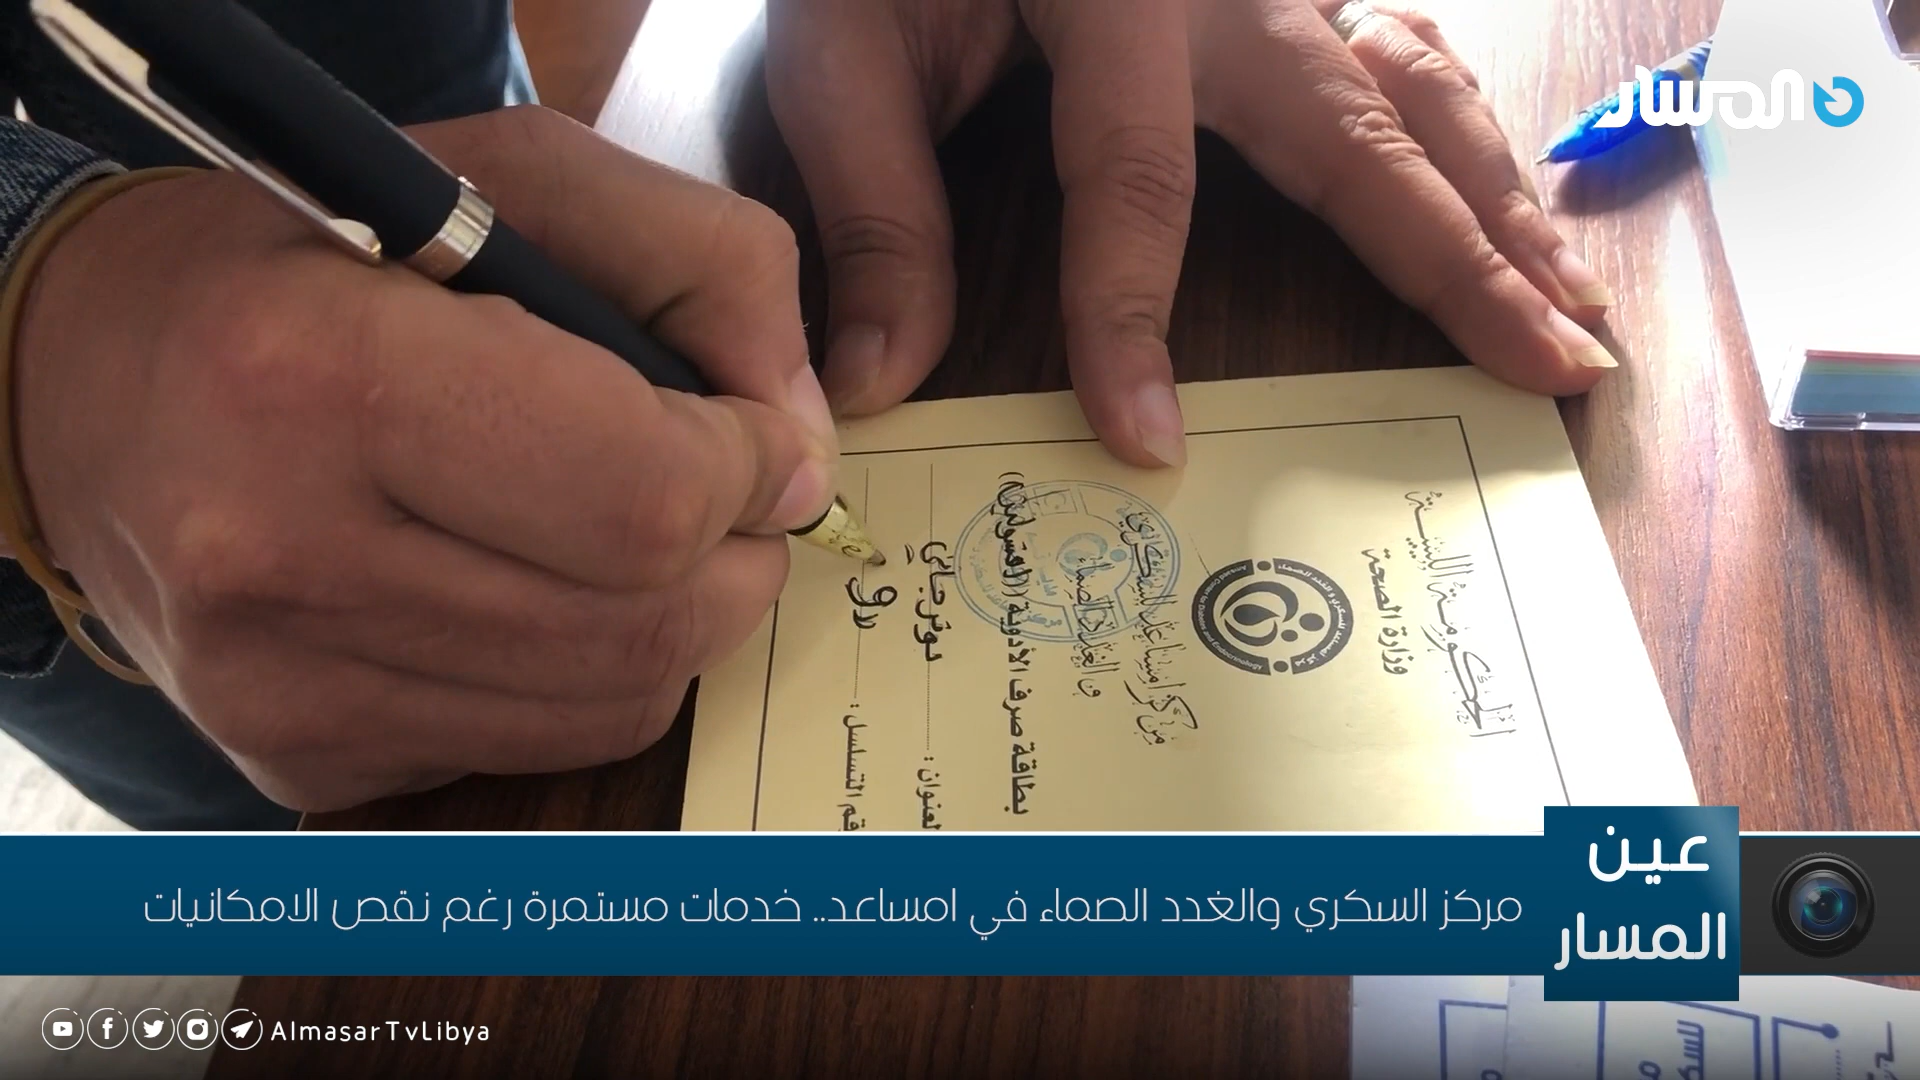 المسار
الحكومة الليبية
وزارة الصحة
مركز امساعد للسكري
والغدد الصماء
بطاقة صرف الأدوية ((الانسولين))
العنوان :
رقم التسلسل :
عين
المسار
مركز السكري والغدد الصماء في امساعد.. خدمات مستمرة رغم نقص الامكانيات
AlmasarTvLibya